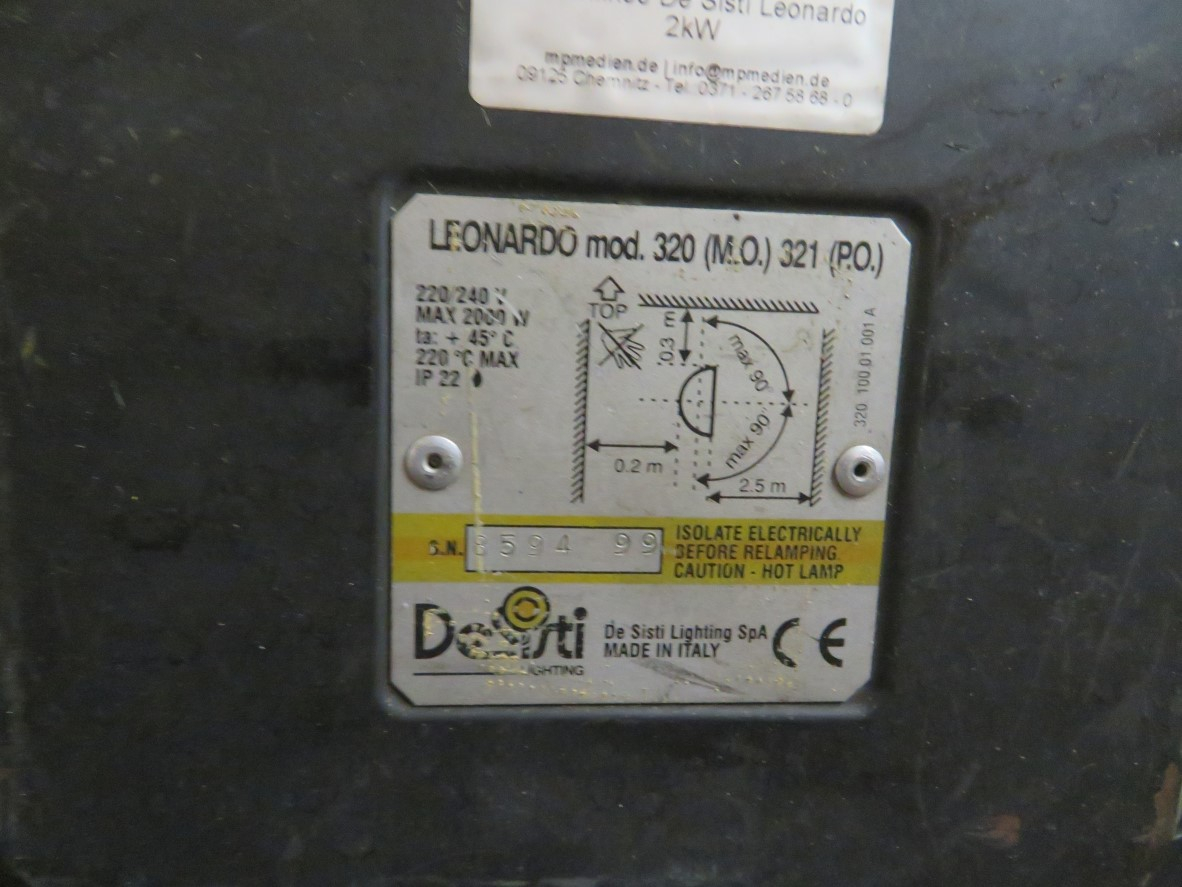 De Sisti Leonardo
2kW
mpmedien.de | info@mpmedien.de
09125 Chemnitz - Tel. 0371 - 267 58 68 - 0
LEONARDO mod. 320 (M.O.) 321 (P.O.)
220/240 V
MAX 2000 W
ta: + 45° C
220 °C MAX
IP 22
TOP
0.3 m
max 90°
max 90°
0.2 m
2.5 m
320 100 01 001 A
S.N. 8594 99
ISOLATE ELECTRICALLY
BEFORE RELAMPING.
CAUTION - HOT LAMP
DeSisti
LIGHTING
De Sisti Lighting SpA
MADE IN ITALY
CE